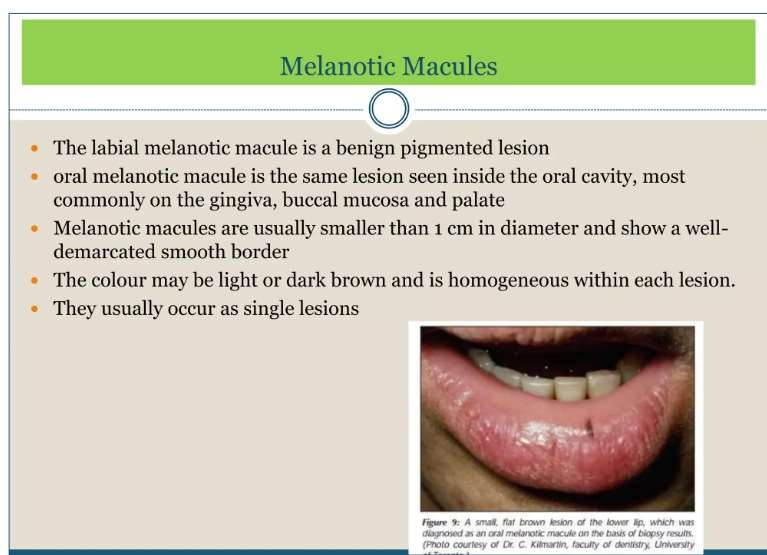 Melanotic Macules
• The labial melanotic macule is a benign pigmented lesion
• oral melanotic macule is the same lesion seen inside the oral cavity, most
commonly on the gingiva, buccal mucosa and palate
• Melanotic macules are usually smaller than 1 cm in diameter and show a well-
demarcated smooth border
• The colour may be light or dark brown and is homogeneous within each lesion.
• They usually occur as single lesions
Figure 9: A small, flat brown lesion of the lower lip, which was
diagnosed as an oral melanotic macule on the basis of biopsy results.
(Photo courtesy of Dr. C. Kilmartin, faculty of dentistry, University